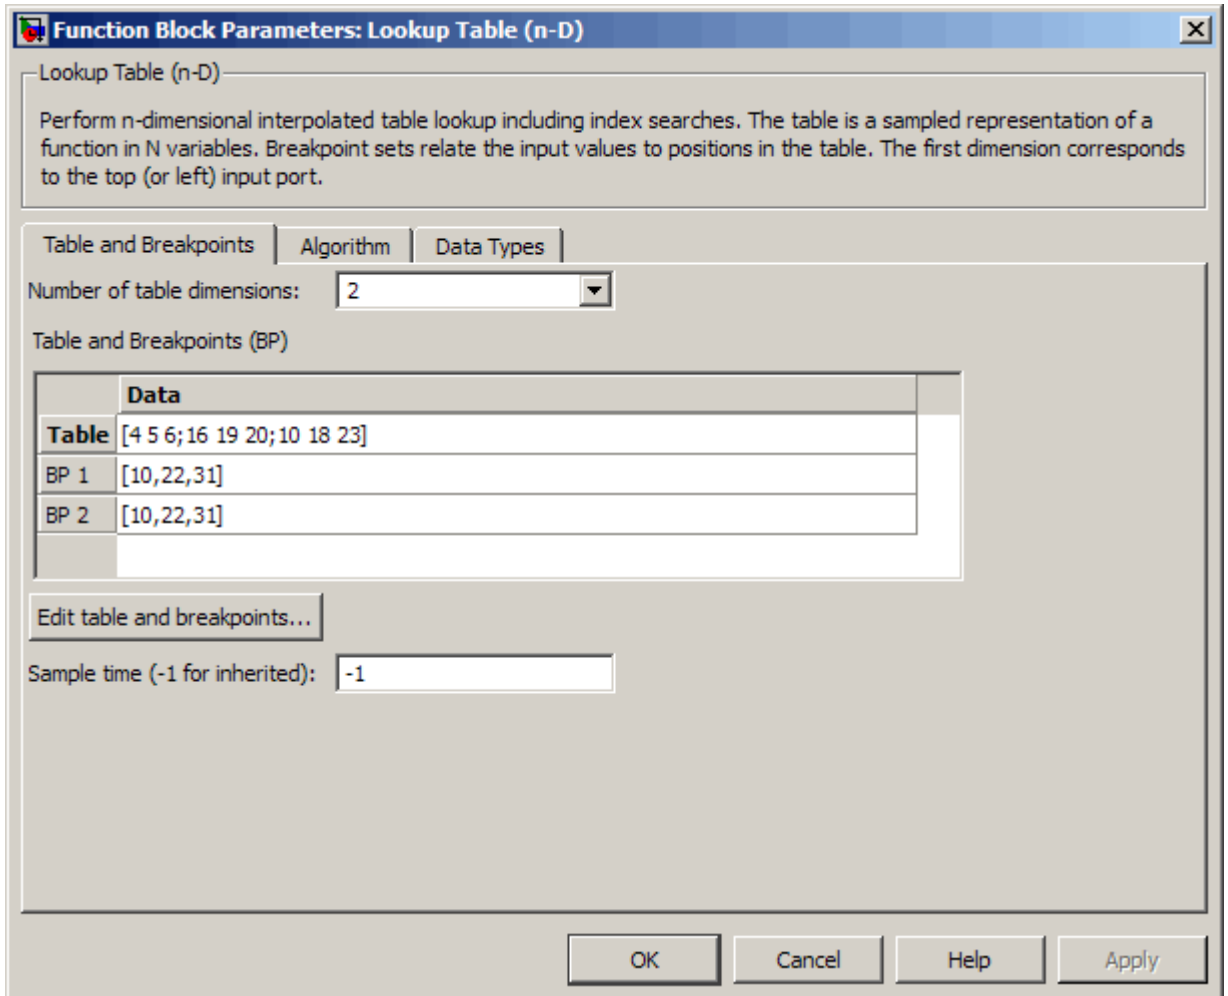 Function Block Parameters: Lookup Table (n-D)
Lookup Table (n-D)
Perform n-dimensional interpolated table lookup including index searches. The table is a sampled representation of a
function in N variables. Breakpoint sets relate the input values to positions in the table. The first dimension corresponds
to the top (or left) input port.
Table and Breakpoints Algorithm Data Types
Number of table dimensions: 2
Table and Breakpoints (BP)
Data
Table [4 5 6;16 19 20;10 18 23]
BP 1 [10,22,31]
BP 2 [10,22,31]
Edit table and breakpoints...
Sample time (-1 for inherited): -1
OK Cancel Help Apply